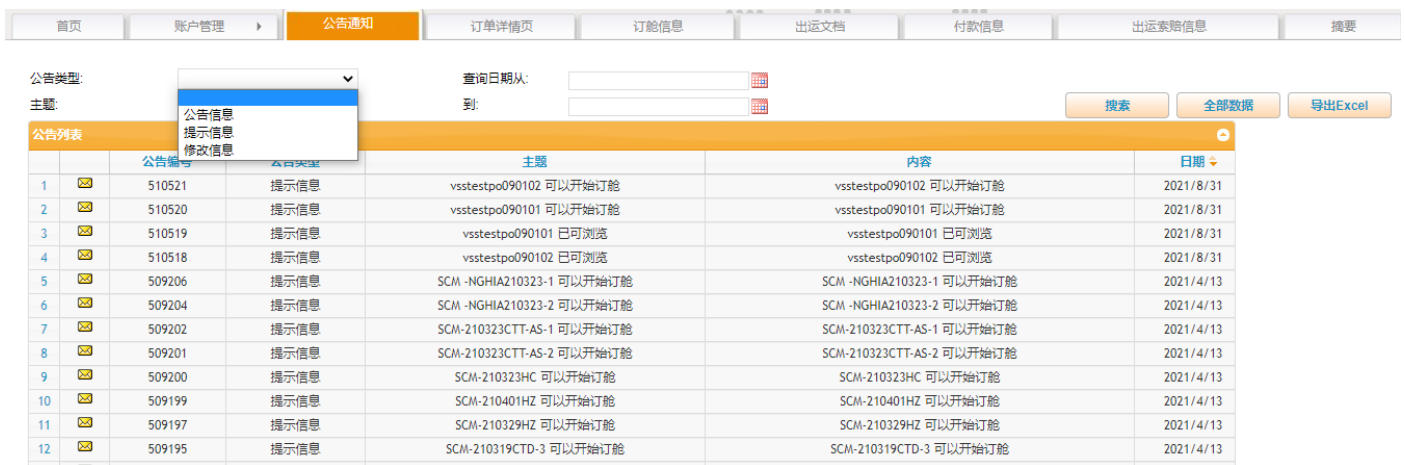 首页 账户管理 公告通知 订单详情页 订舱信息 出运文档 付款信息 出运索赔信息 摘要
公告类型: 查询日期从:
主题: 到: 搜索 全部数据 导出Excel
公告信息
提示信息
修改信息
公告列表
公告编号 公告类型 主题 内容 日期
1 510521 提示信息 vsstestpo090102 可以开始订舱 vsstestpo090102 可以开始订舱 2021/8/31
2 510520 提示信息 vsstestpo090101 可以开始订舱 vsstestpo090101 可以开始订舱 2021/8/31
3 510519 提示信息 vsstestpo090101 已可浏览 vsstestpo090101 已可浏览 2021/8/31
4 510518 提示信息 vsstestpo090102 已可浏览 vsstestpo090102 已可浏览 2021/8/31
5 509206 提示信息 SCM -NGHIA210323-1 可以开始订舱 SCM -NGHIA210323-1 可以开始订舱 2021/4/13
6 509204 提示信息 SCM -NGHIA210323-2 可以开始订舱 SCM -NGHIA210323-2 可以开始订舱 2021/4/13
7 509202 提示信息 SCM-210323CTT-AS-1 可以开始订舱 SCM-210323CTT-AS-1 可以开始订舱 2021/4/13
8 509201 提示信息 SCM-210323CTT-AS-2 可以开始订舱 SCM-210323CTT-AS-2 可以开始订舱 2021/4/13
9 509200 提示信息 SCM-210323HC 可以开始订舱 SCM-210323HC 可以开始订舱 2021/4/13
10 509199 提示信息 SCM-210401HZ 可以开始订舱 SCM-210401HZ 可以开始订舱 2021/4/13
11 509197 提示信息 SCM-210329HZ 可以开始订舱 SCM-210329HZ 可以开始订舱 2021/4/13
12 509195 提示信息 SCM-210319CTD-3 可以开始订舱 SCM-210319CTD-3 可以开始订舱 2021/4/13